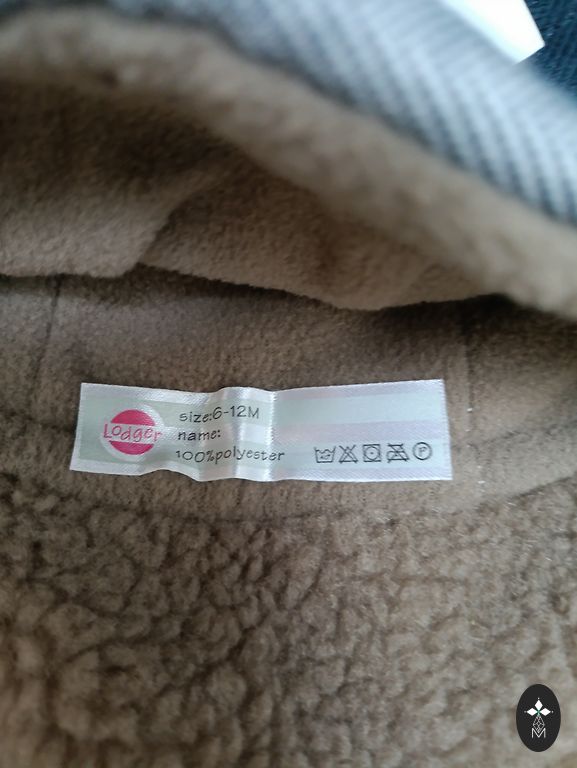 Lodger
size:6-12M
name:
100%polyester
P
M